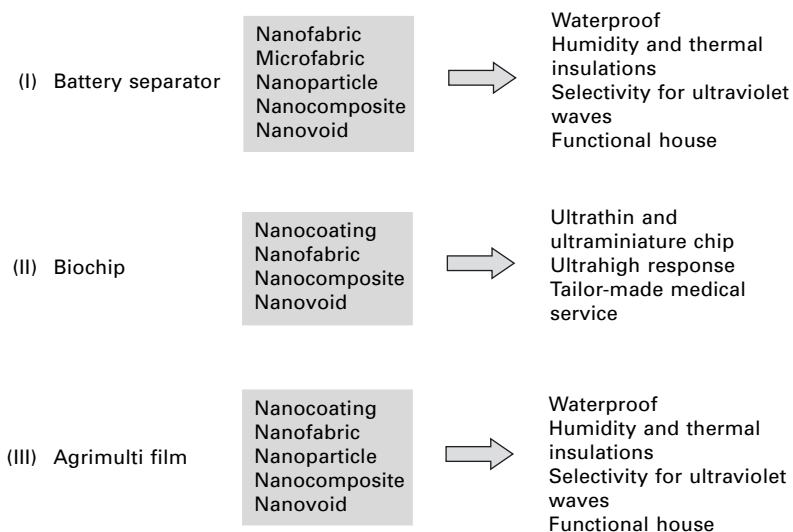 (I) Battery separator
Nanofabric
Microfabric
Nanoparticle
Nanocomposite
Nanovoid
Waterproof
Humidity and thermal
insulations
Selectivity for ultraviolet
waves
Functional house
(II) Biochip
Nanocoating
Nanofabric
Nanocomposite
Nanovoid
Ultrathin and
ultraminiature chip
Ultrahigh response
Tailor-made medical
service
(III) Agrimulti film
Nanocoating
Nanofabric
Nanoparticle
Nanocomposite
Nanovoid
Waterproof
Humidity and thermal
insulations
Selectivity for ultraviolet
waves
Functional house